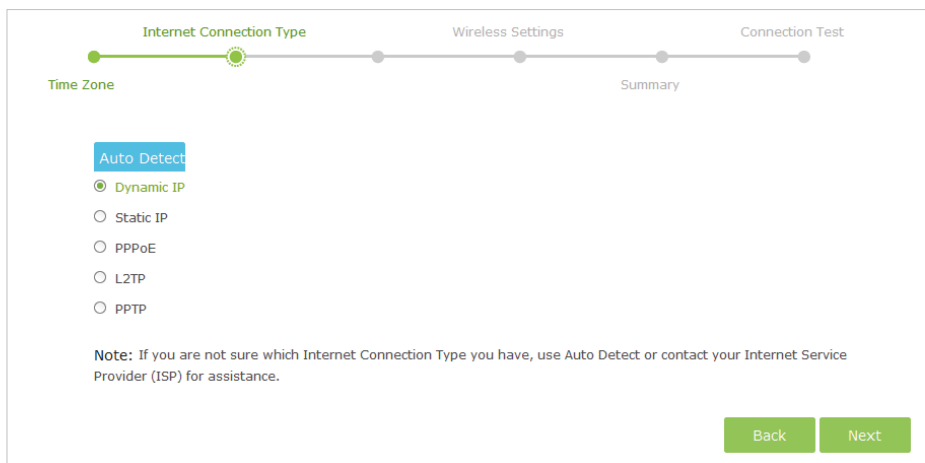 Internet Connection Type
Wireless Settings
Connection Test
Time Zone
Summary
Auto Detect
Dynamic IP
Static IP
PPPoE
L2TP
PPTP
Note: If you are not sure which Internet Connection Type you have, use Auto Detect or contact your Internet Service
Provider (ISP) for assistance.
Back
Next